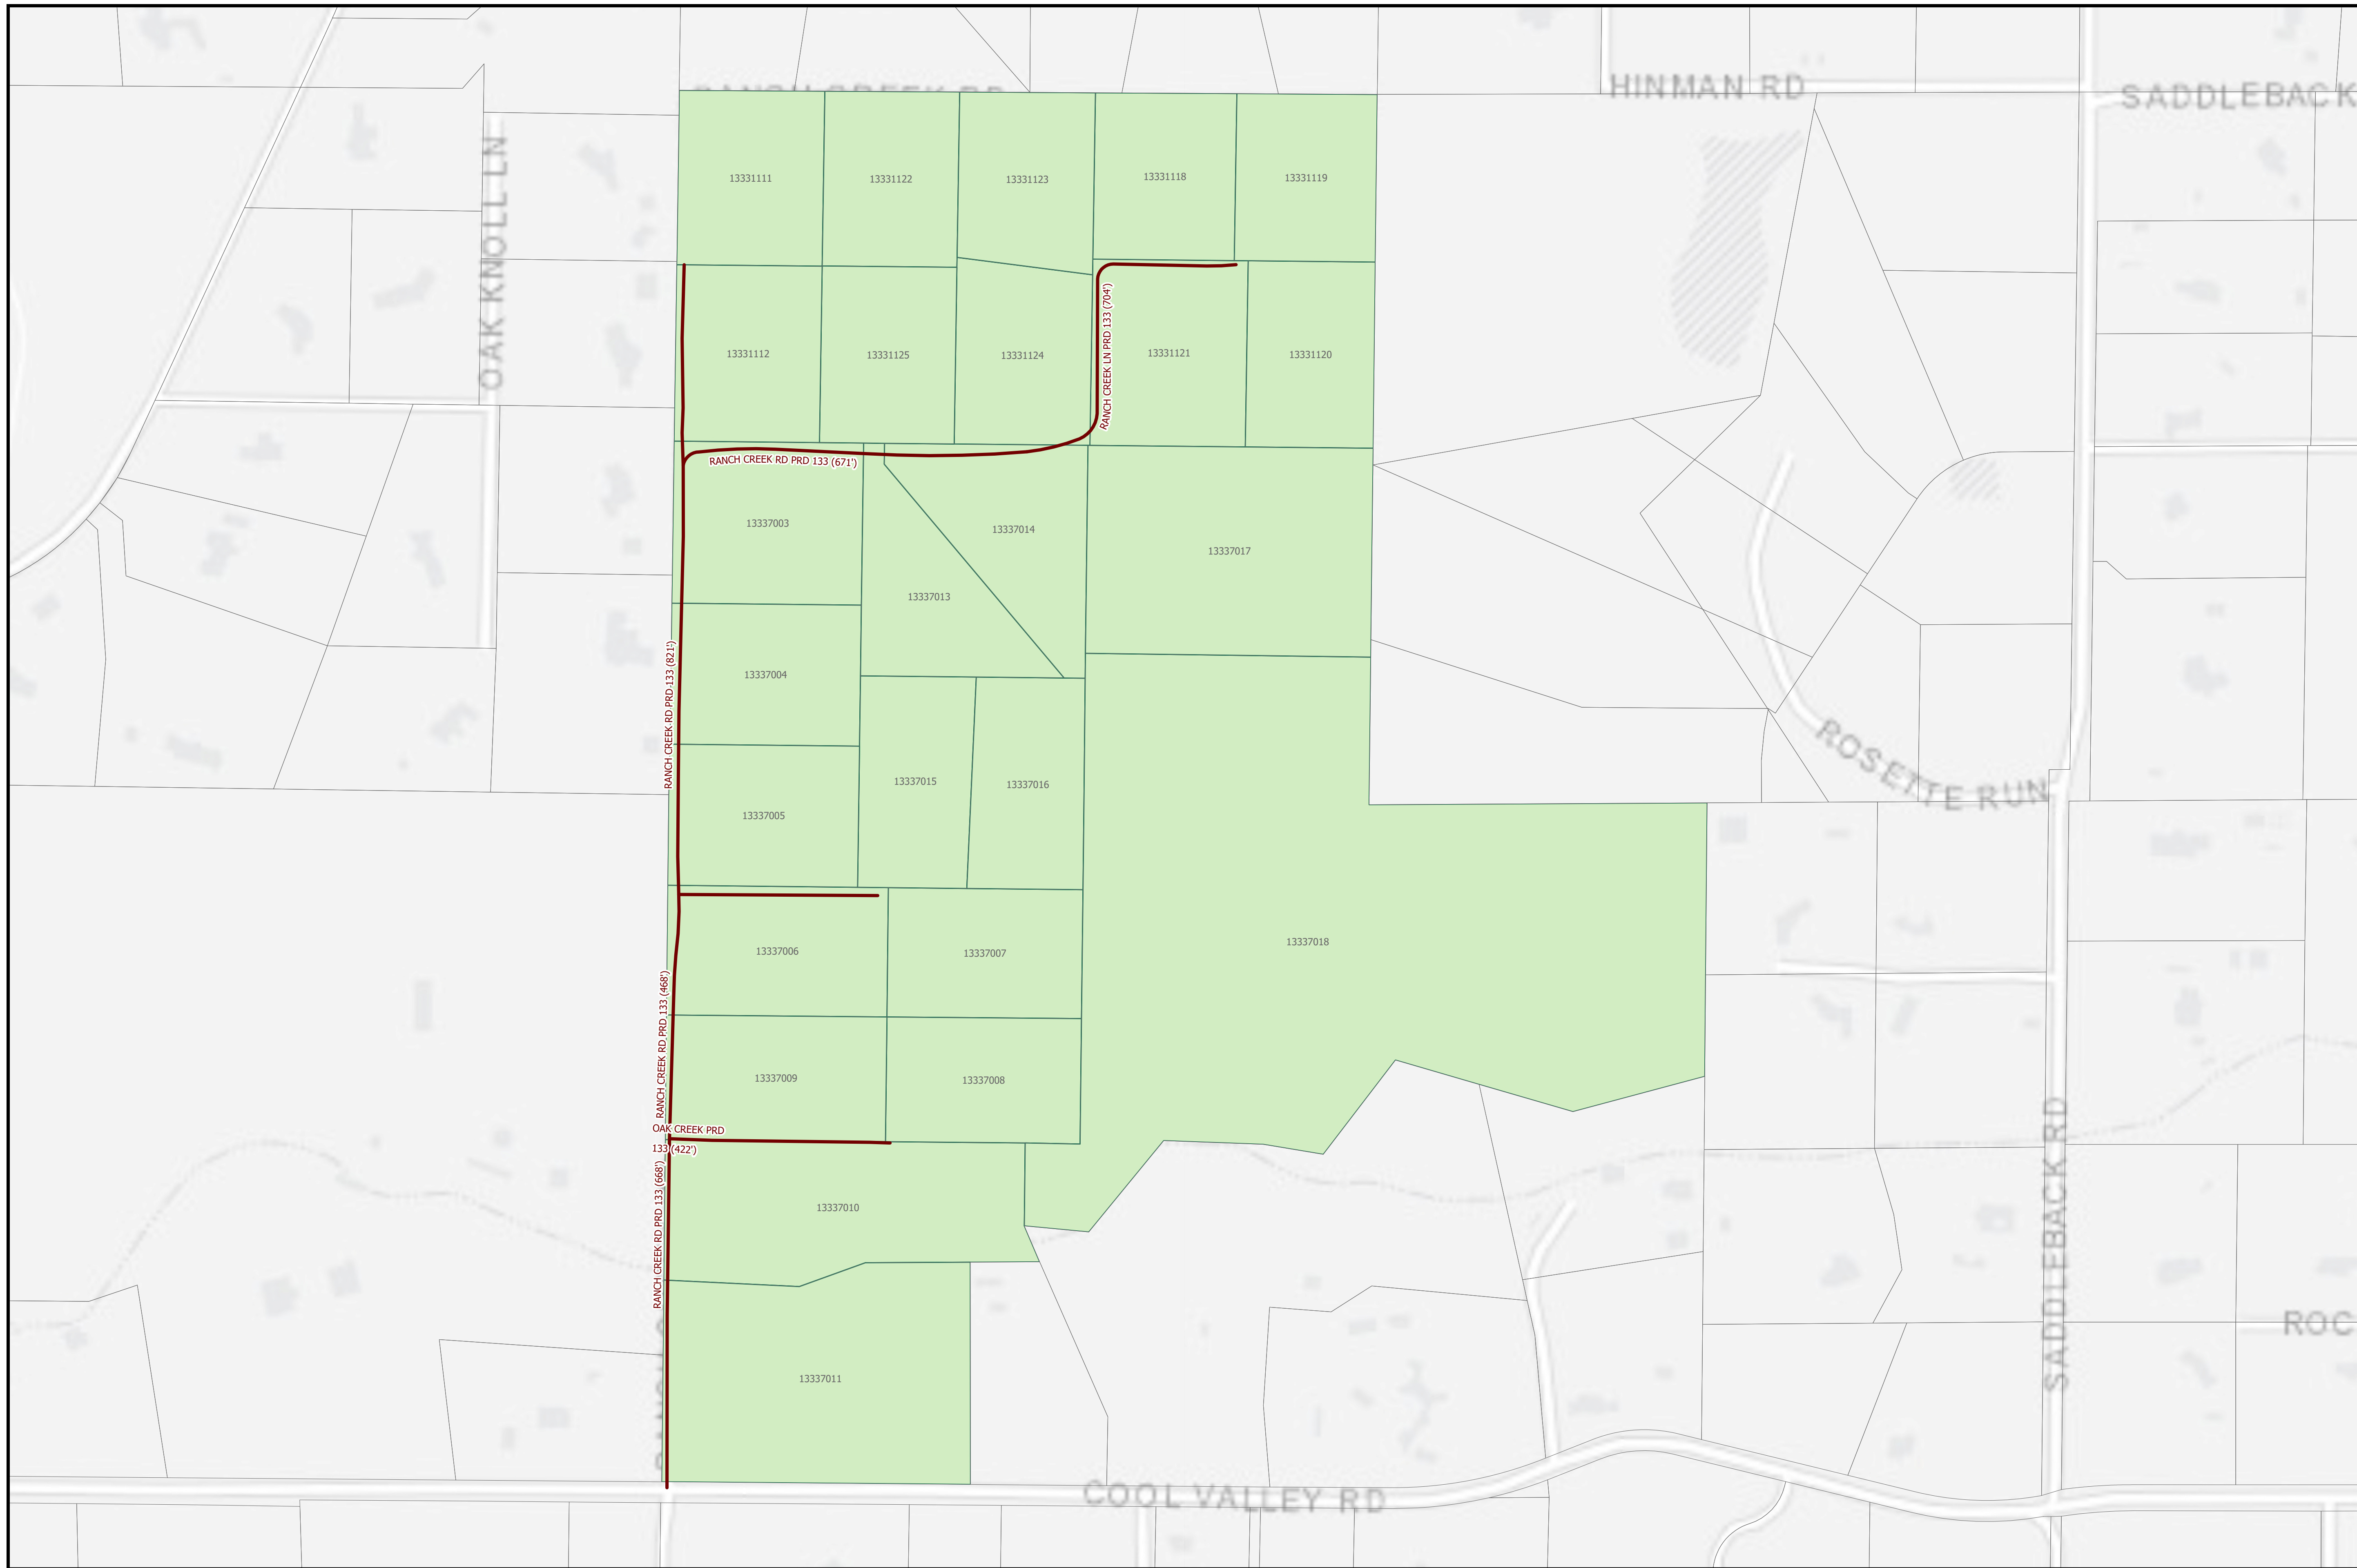 HINMAN RD
SADDLEBACK
OAK KNOLL LN
13331111
13331122
13331123
13331118
13331119
13331112
13331125
13331124
RANCH CREEK LN PRD 133 (704')
13331121
13331120
RANCH CREEK RD PRD 133 (671')
13337003
13337014
13337017
13337013
RANCH CREEK RD PRD 133 (821')
13337004
13337005
13337015
13337016
ROSETTE RUN
13337006
13337007
13337018
RANCH CREEK RD PRD 133 (468')
13337009
13337008
OAK CREEK PRD
133 (422')
RANCH CREEK RD PRD 133 (668')
13337010
SADDLEBACK RD
ROC
13337011
COOL VALLEY RD